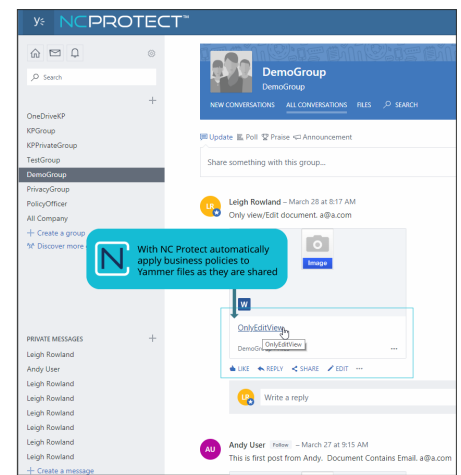 y NCPROTECT™
Search
OneDriveKP
KPGroup
KPPrivateGroup
TestGroup
DemoGroup
PrivacyGroup
PolicyOfficer
All Company
+ Create a group
Discover more
PRIVATE MESSAGES
Leigh Rowland
Andy User
Leigh Rowland
Leigh Rowland
Leigh Rowland
Leigh Rowland
Leigh Rowland
Leigh Rowland
+ Create a message
DemoGroup
DemoGroup
NEW CONVERSATIONS ALL CONVERSATIONS FILES SEARCH
Update Poll Praise Announcement
Share something with this group...
LR
Leigh Rowland – March 28 at 8:17 AM
Only view/Edit document. a@a.com
Image
N
With NC Protect automatically
apply business policies to
Yammer files as they are shared
W
OnlyEditView
OnlyEditView
LIKE REPLY SHARE EDIT ...
LR
Write a reply
AU
Andy User Follow – March 27 at 9:15 AM
This is first post from Andy. Document Contains Email. a@a.com